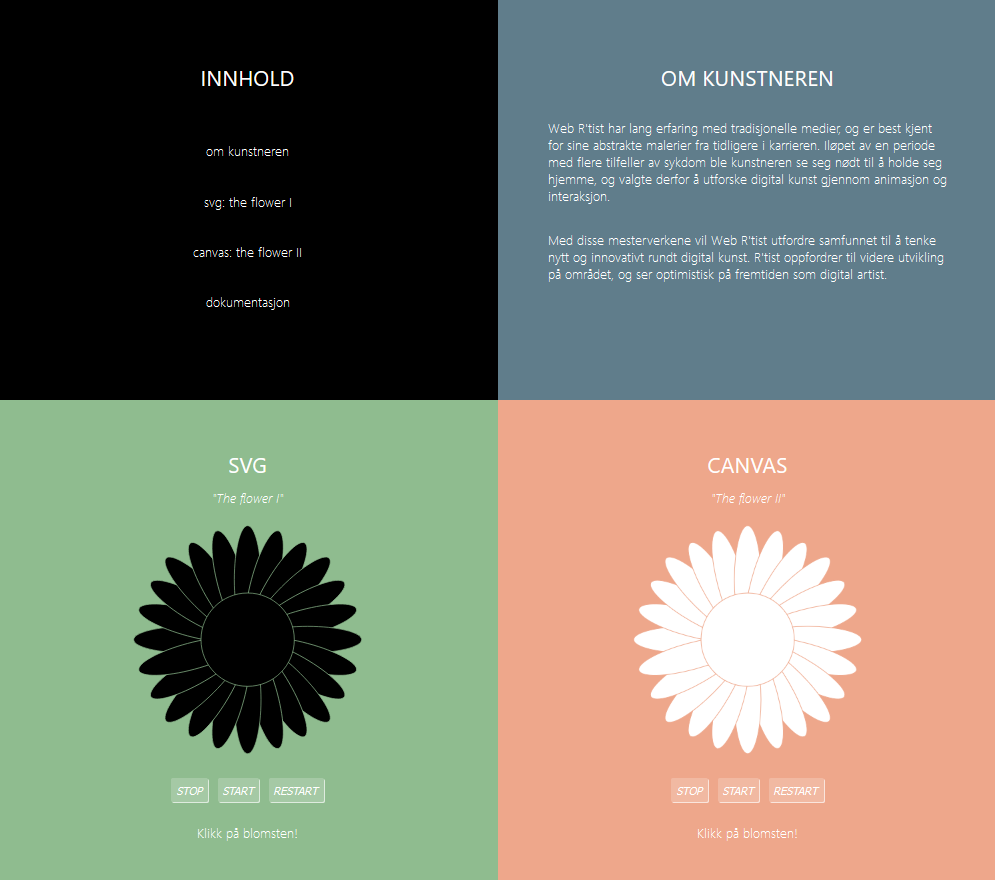 INNHOLD
om kunstneren
svg: the flower I
canvas: the flower II
dokumentasjon
OM KUNSTNEREN
Web R'tist har lang erfaring med tradisjonelle medier, og er best kjent
for sine abstrakte malerier fra tidligere i karrieren. Iløpet av en periode
med flere tilfeller av sykdom ble kunstneren se seg nødt til å holde seg
hjemme, og valgte derfor å utforske digital kunst gjennom animasjon og
interaksjon.
Med disse mesterverkene vil Web R'tist utfordre samfunnet til å tenke
nytt og innovativt rundt digital kunst. R'tist oppfordrer til videre utvikling
på området, og ser optimistisk på fremtiden som digital artist.
SVG
"The flower I"
STOP START RESTART
Klikk på blomsten!
CANVAS
"The flower II"
STOP START RESTART
Klikk på blomsten!